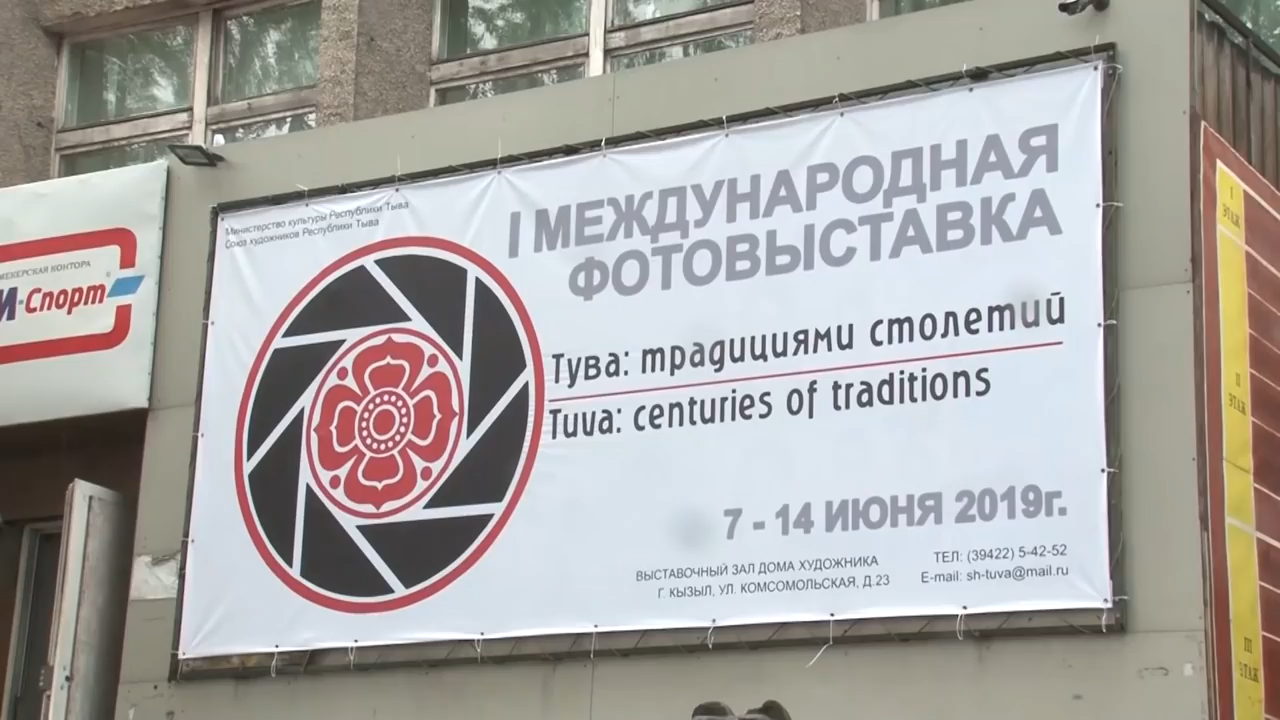 Министерство культуры Республики Тыва
Союз художников Республики Тыва
I МЕЖДУНАРОДНАЯ
ФОТОВЫСТАВКА
Тува: традициями столетий
Tuva: centuries of traditions
7 - 14 ИЮНЯ 2019г.
ВЫСТАВОЧНЫЙ ЗАЛ ДОМА ХУДОЖНИКА
Г. КЫЗЫЛ, УЛ. КОМСОМОЛЬСКАЯ, Д.23
ТЕЛ: (39422) 5-42-52
E-mail: sh-tuva@mail.ru
МЕКЕРСКАЯ КОНТОРА
М-Спорт
I
ЭТАЖ
II
ЭТАЖ
III
ЭТАЖ